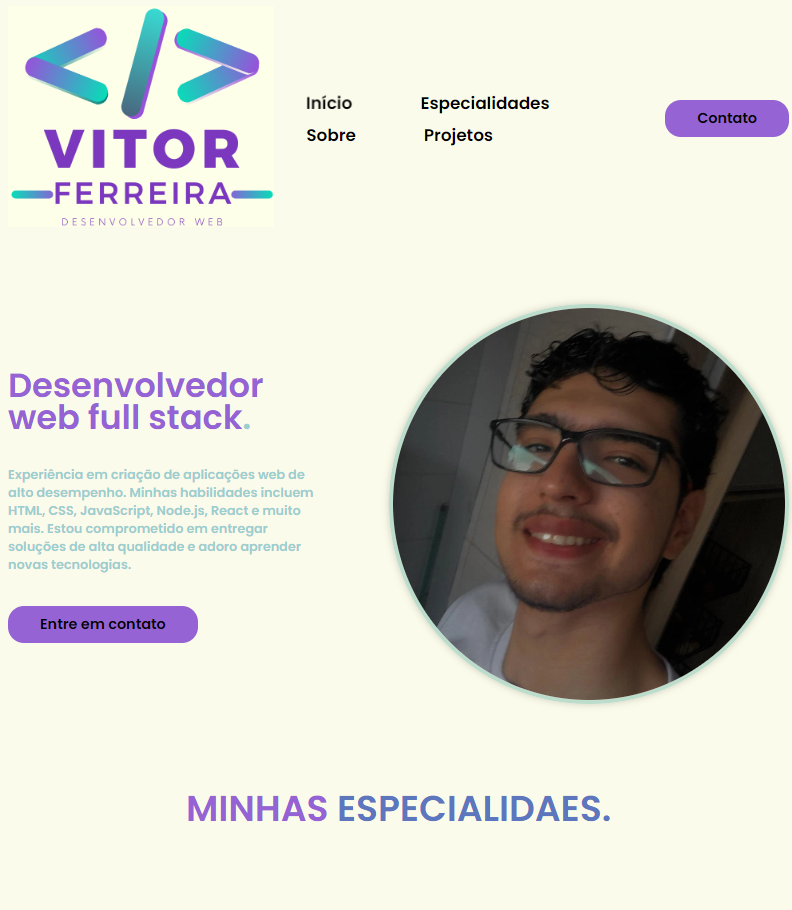 VITOR
FERREIRA
DESENVOLVEDOR WEB
Início Especialidades
Sobre Projetos
Contato
Desenvolvedor
web full stack.
Experiência em criação de aplicações web de
alto desempenho. Minhas habilidades incluem
HTML, CSS, JavaScript, Node.js, React e muito
mais. Estou comprometido em entregar
soluções de alta qualidade e adoro aprender
novas tecnologias.
Entre em contato
MINHAS ESPECIALIDAES.